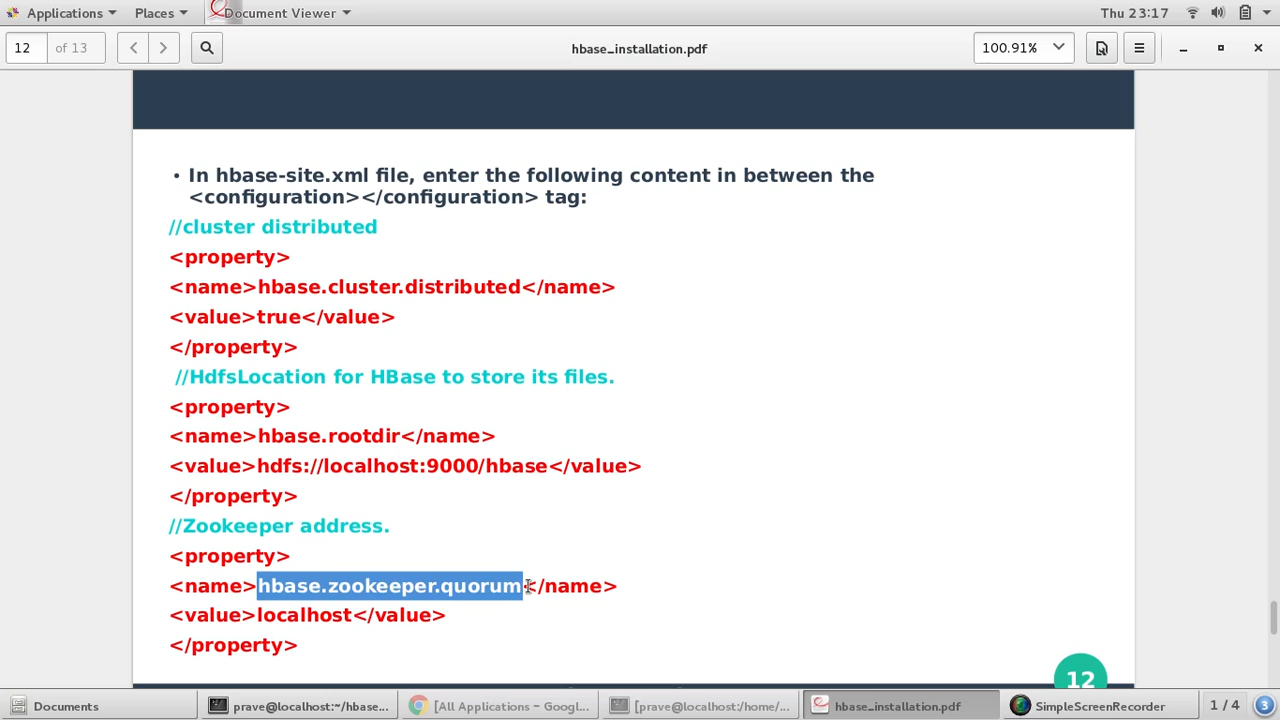 Applications Places Document Viewer Thu 23:17
12 of 13 hbase_installation.pdf 100.91%
• In hbase-site.xml file, enter the following content in between the
<configuration></configuration> tag:
//cluster distributed
<property>
<name>hbase.cluster.distributed</name>
<value>true</value>
</property>
//HdfsLocation for HBase to store its files.
<property>
<name>hbase.rootdir</name>
<value>hdfs://localhost:9000/hbase</value>
</property>
//Zookeeper address.
<property>
<name>hbase.zookeeper.quorum</name>
<value>localhost</value>
</property>
12
Documents prave@localhost:~/hbase... [All Applications – Googl... [prave@localhost:/home/... hbase_installation.pdf SimpleScreenRecorder 1 / 4 3